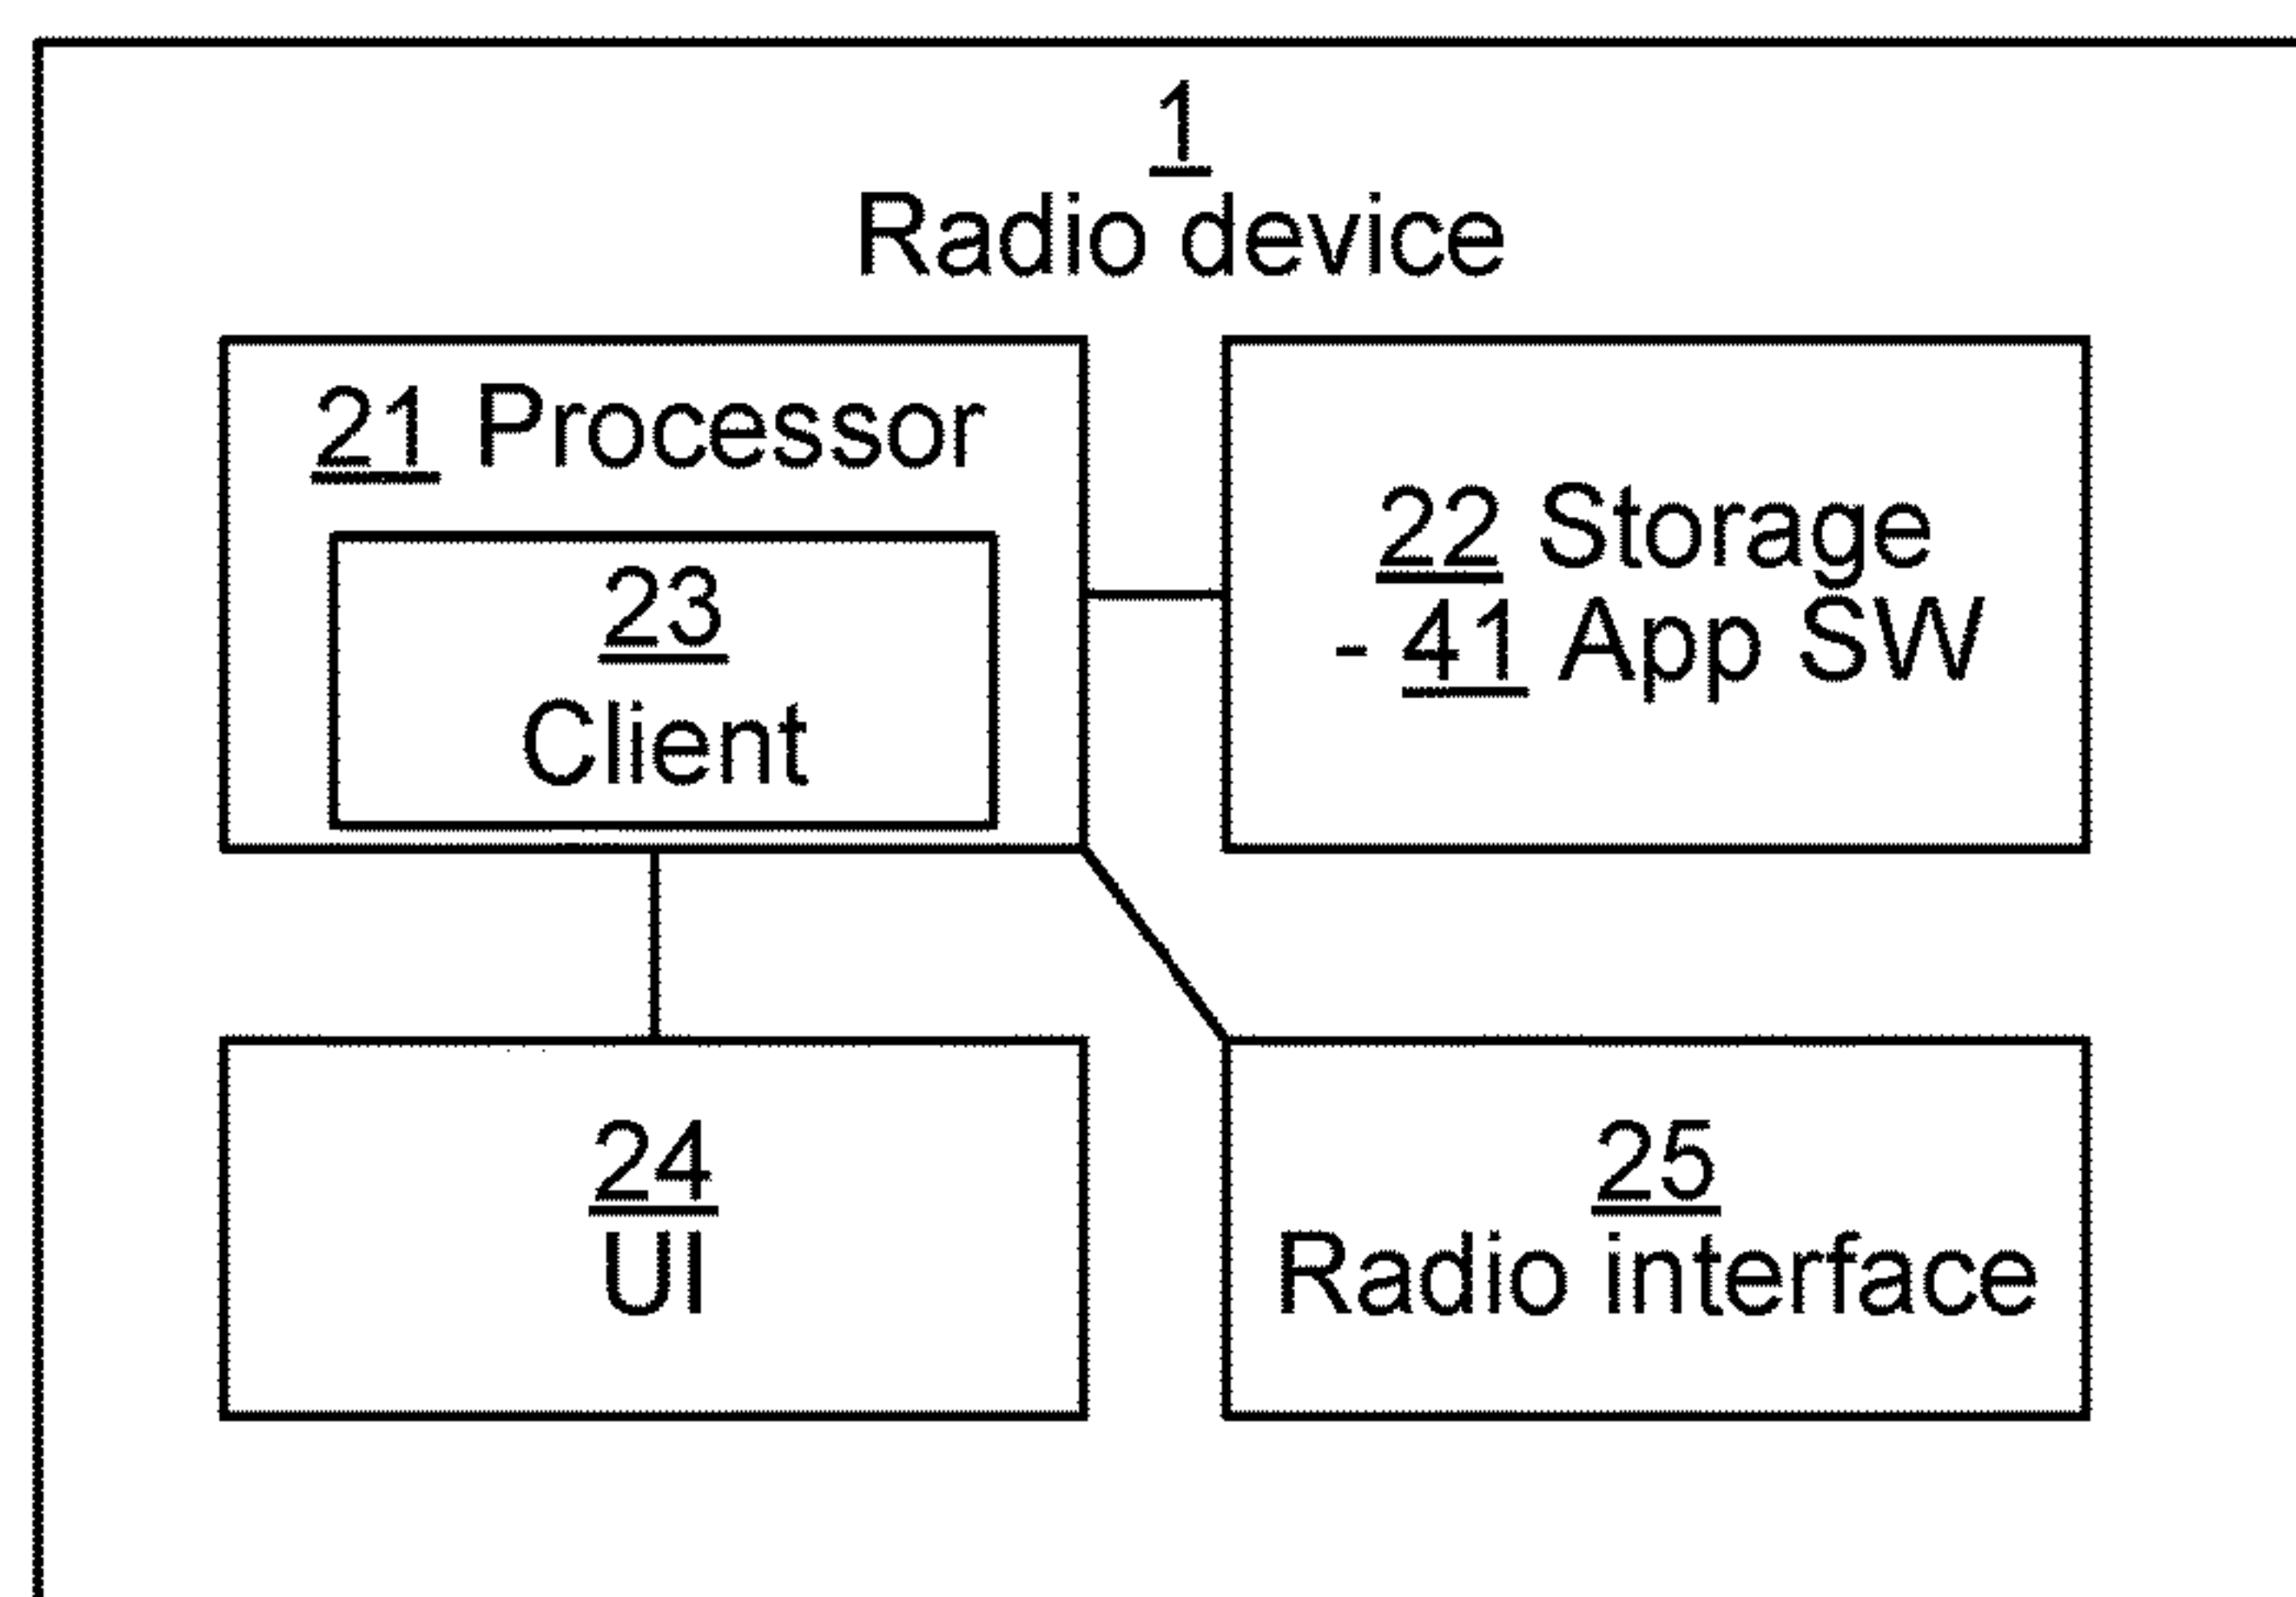 1
Radio device
21 Processor
23
Client
22 Storage
- 41 App SW
24
UI
25
Radio interface